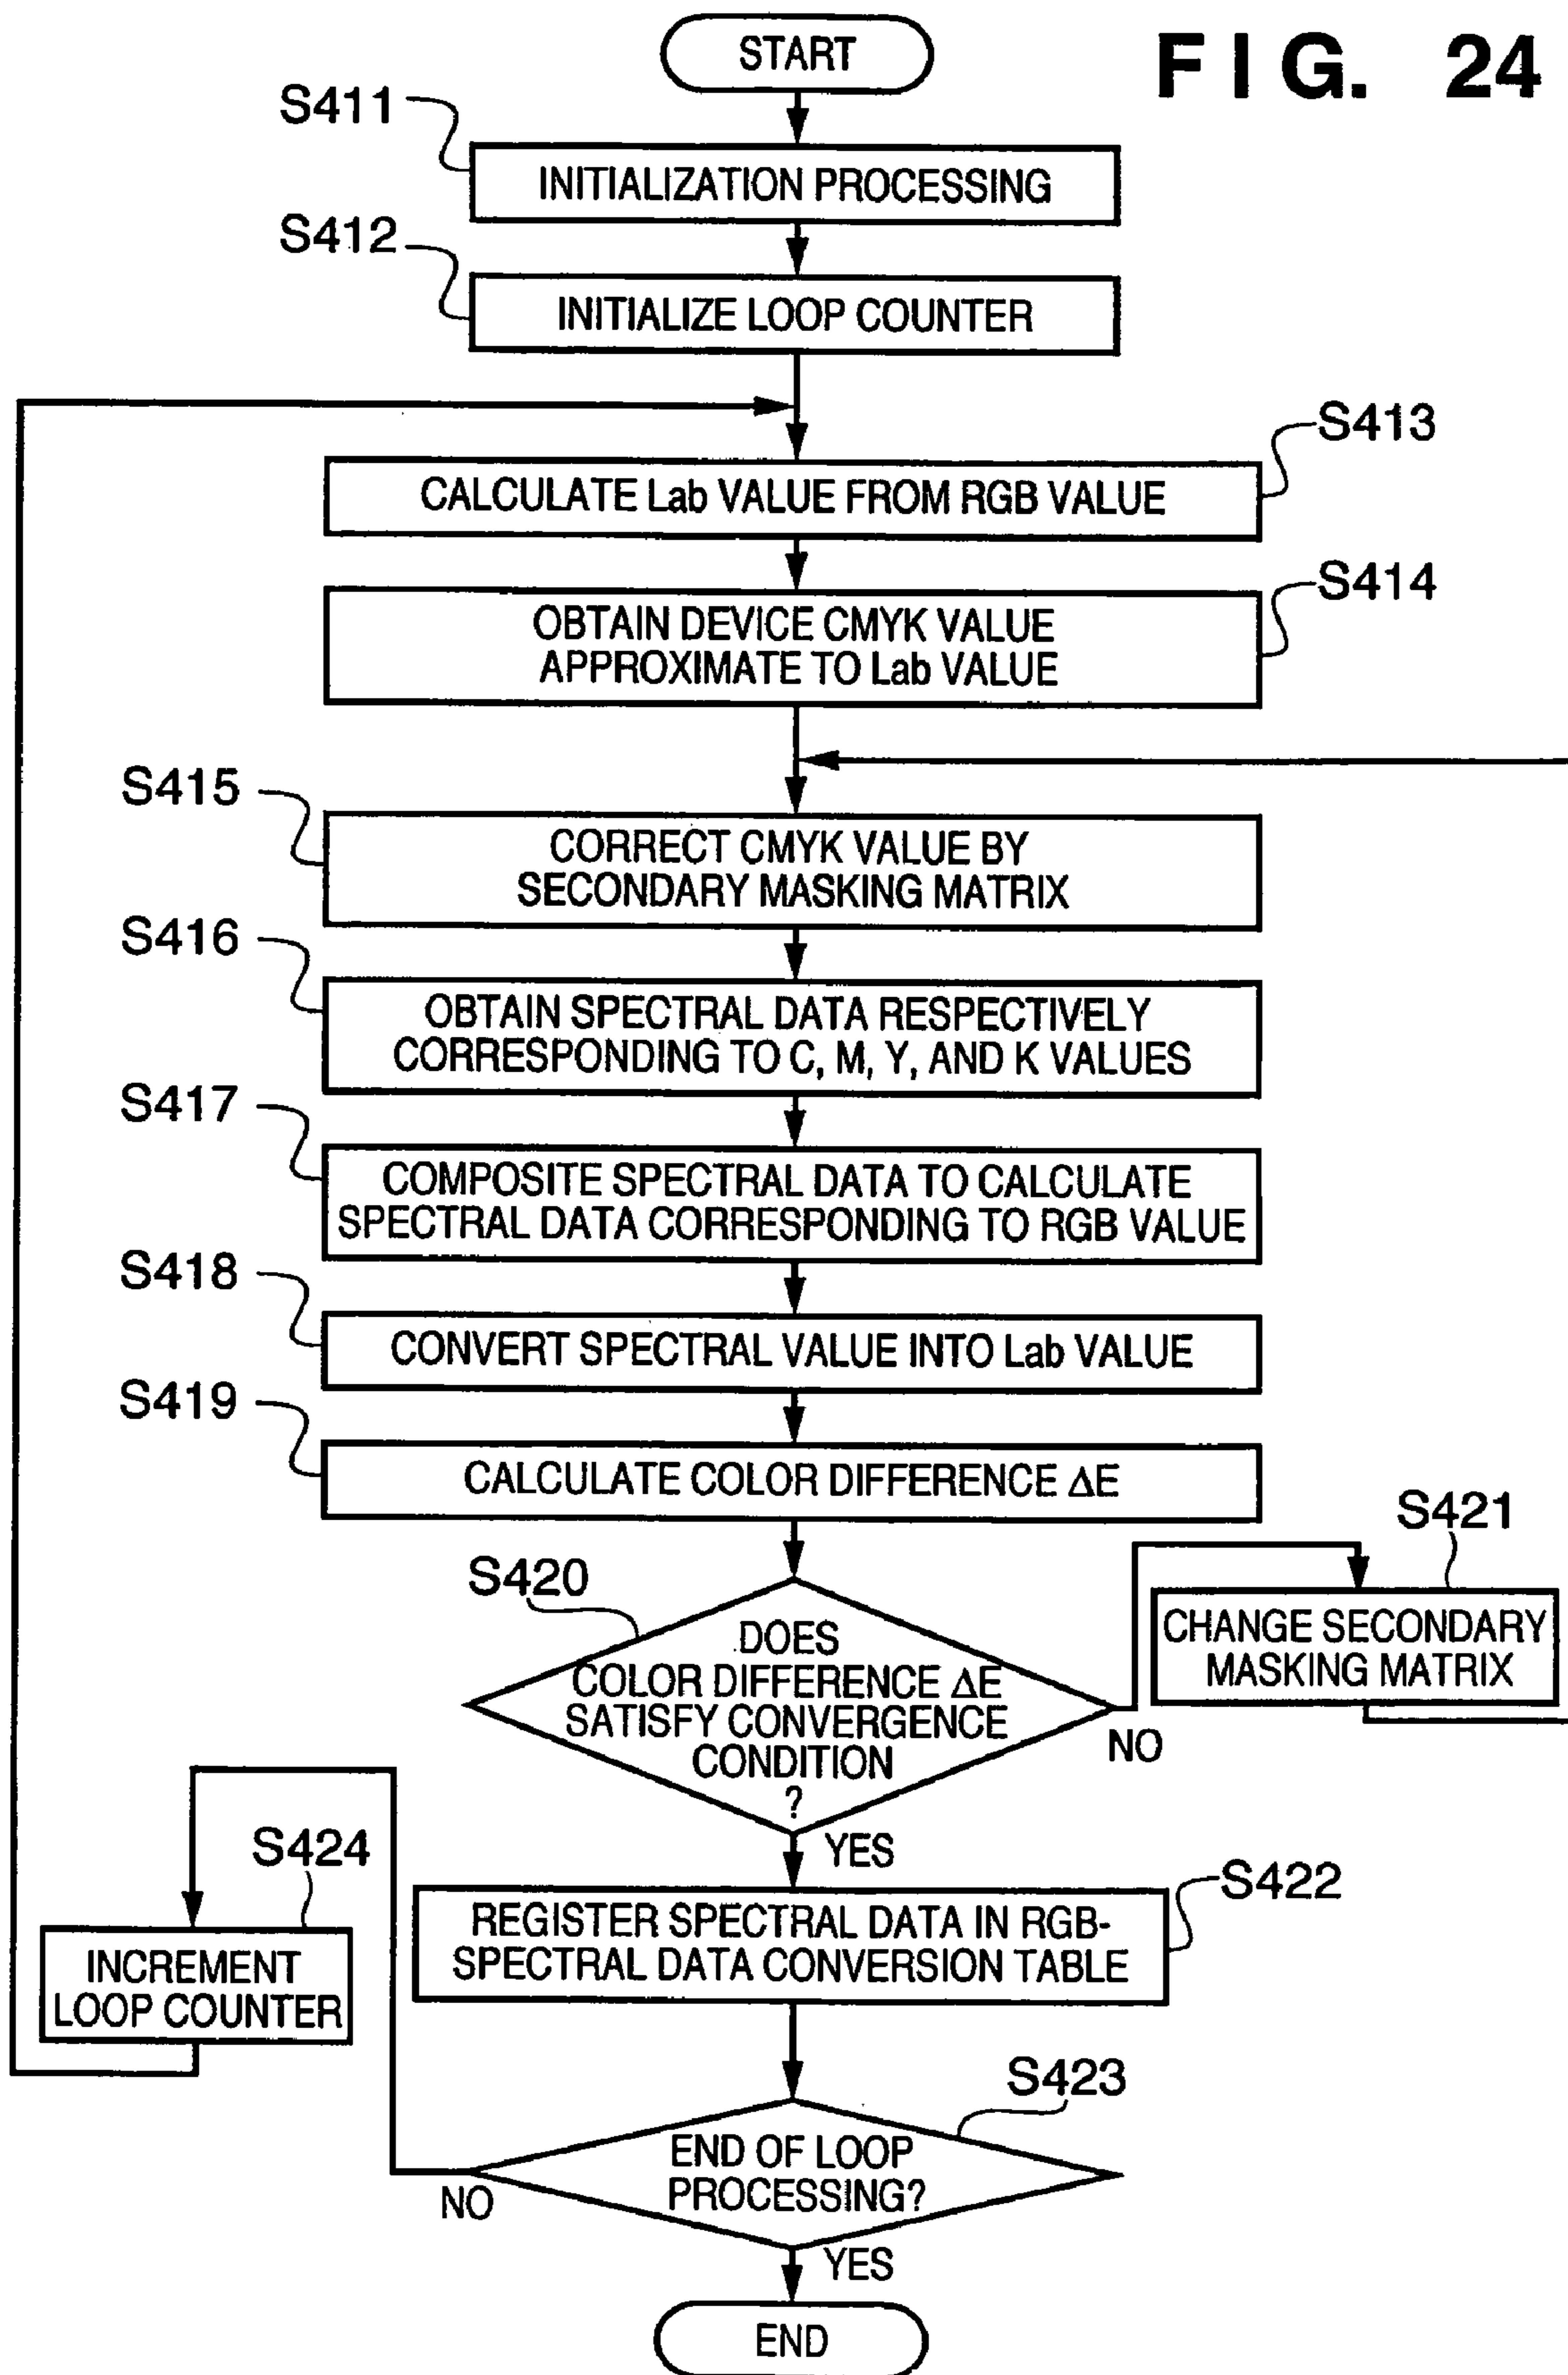 START
FIG. 24
S411
INITIALIZATION PROCESSING
S412
INITIALIZE LOOP COUNTER
S413
CALCULATE Lab VALUE FROM RGB VALUE
S414
OBTAIN DEVICE CMYK VALUE
APPROXIMATE TO Lab VALUE
S415
CORRECT CMYK VALUE BY
SECONDARY MASKING MATRIX
S416
OBTAIN SPECTRAL DATA RESPECTIVELY
CORRESPONDING TO C, M, Y, AND K VALUES
S417
COMPOSITE SPECTRAL DATA TO CALCULATE
SPECTRAL DATA CORRESPONDING TO RGB VALUE
S418
CONVERT SPECTRAL VALUE INTO Lab VALUE
S419
CALCULATE COLOR DIFFERENCE ΔE
S420
DOES
COLOR DIFFERENCE ΔE
SATISFY CONVERGENCE
CONDITION
?
NO
S421
CHANGE SECONDARY
MASKING MATRIX
YES
S422
REGISTER SPECTRAL DATA IN RGB-
SPECTRAL DATA CONVERSION TABLE
S424
INCREMENT
LOOP COUNTER
S423
END OF LOOP
PROCESSING?
NO
YES
END